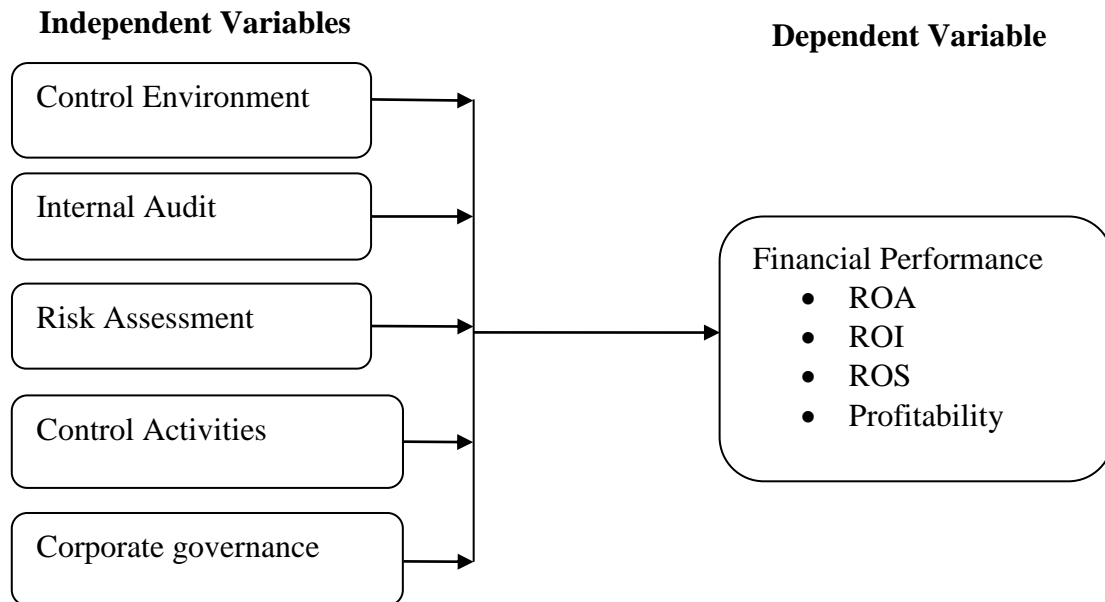 Independent Variables
Dependent Variable
Control Environment
Internal Audit
Risk Assessment
Control Activities
Corporate governance
Financial Performance
• ROA
• ROI
• ROS
• Profitability